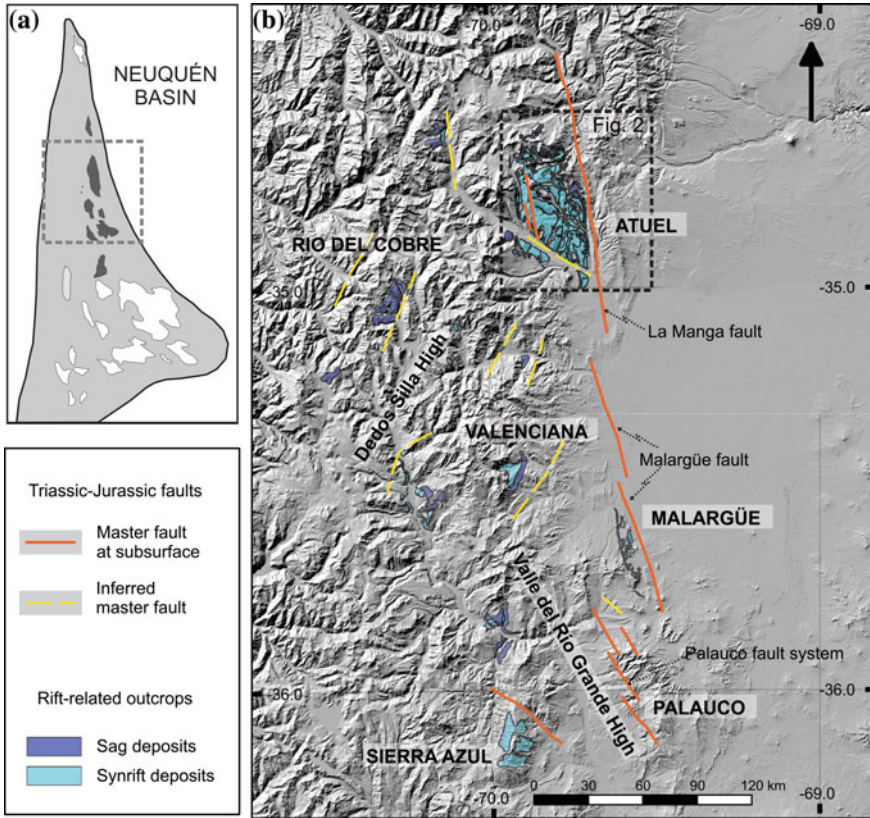 (a)
NEUQUÉN
BASIN
Triassic-Jurassic faults
Master fault
at subsurface
Inferred
master fault
Rift-related outcrops
Sag deposits
Synrift deposits
(b)
-70.0
-69.0
Fig. 2
ATUEL
RIO DEL COBRE
-35.0
-35.0
La Manga fault
Dedos Silla High
VALENCIANA
Malargüe fault
MALARGÜE
Valle del Rio Grande High
Palauco fault system
-36.0
-36.0
PALAUCO
SIERRA AZUL
-70.0
-69.0
0 30 60 90 120 km